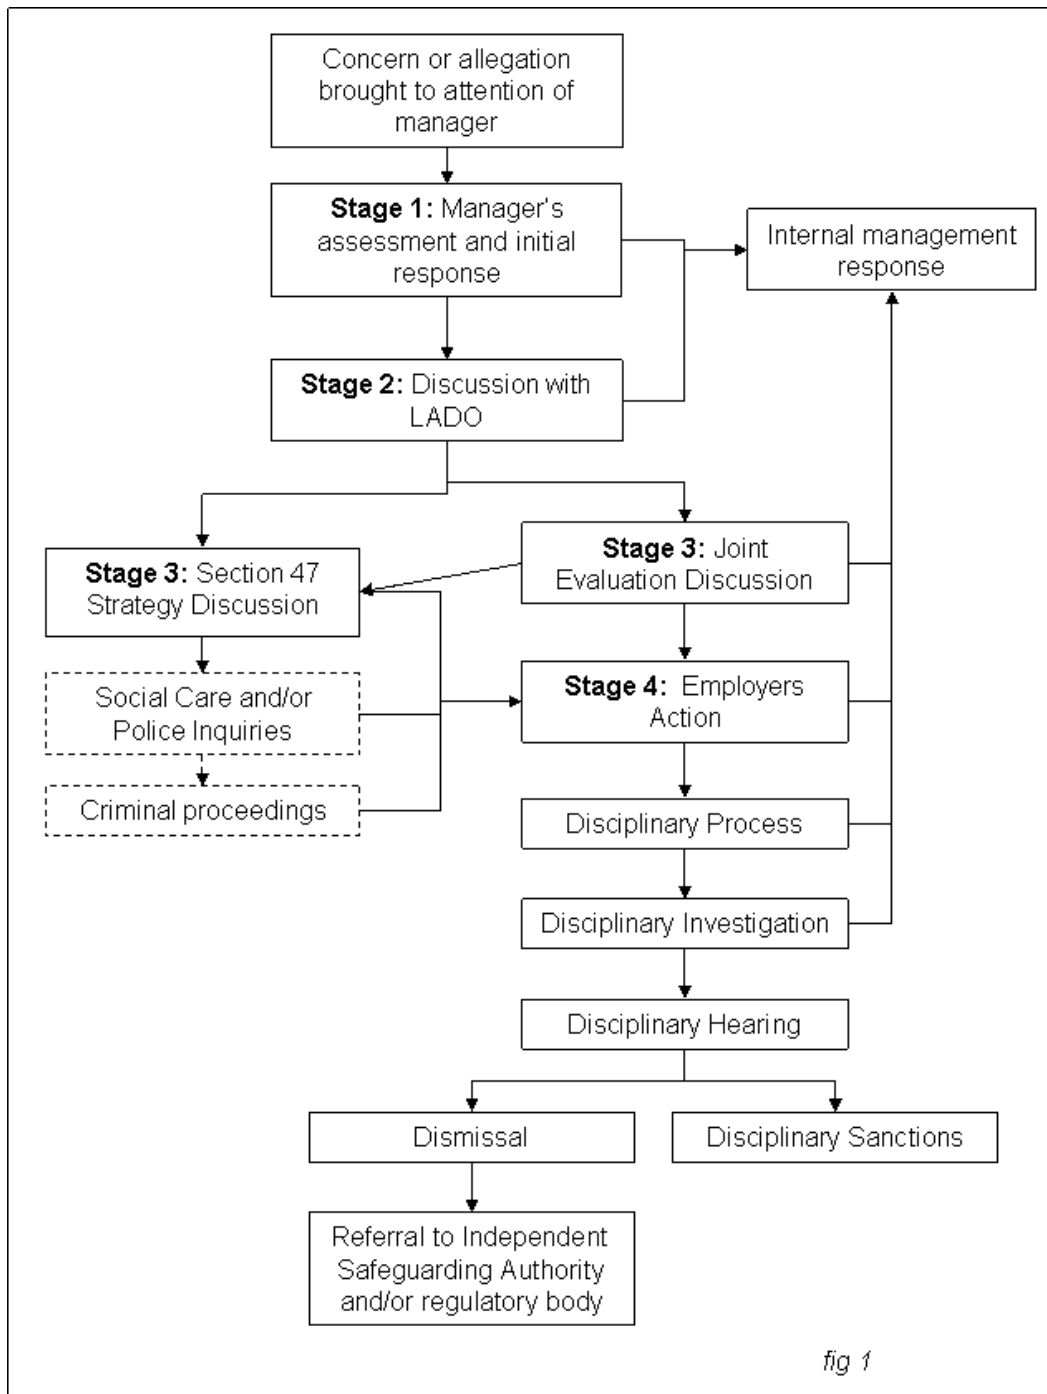 Concern or allegation
brought to attention of
manager
Stage 1: Manager's
assessment and initial
response
Internal management
response
Stage 2: Discussion with
LADO
Stage 3: Section 47
Strategy Discussion
Stage 3: Joint
Evaluation Discussion
Social Care and/or
Police Inquiries
Stage 4: Employers
Action
Criminal proceedings
Disciplinary Process
Disciplinary Investigation
Disciplinary Hearing
Dismissal
Disciplinary Sanctions
Referral to Independent
Safeguarding Authority
and/or regulatory body
fig 1